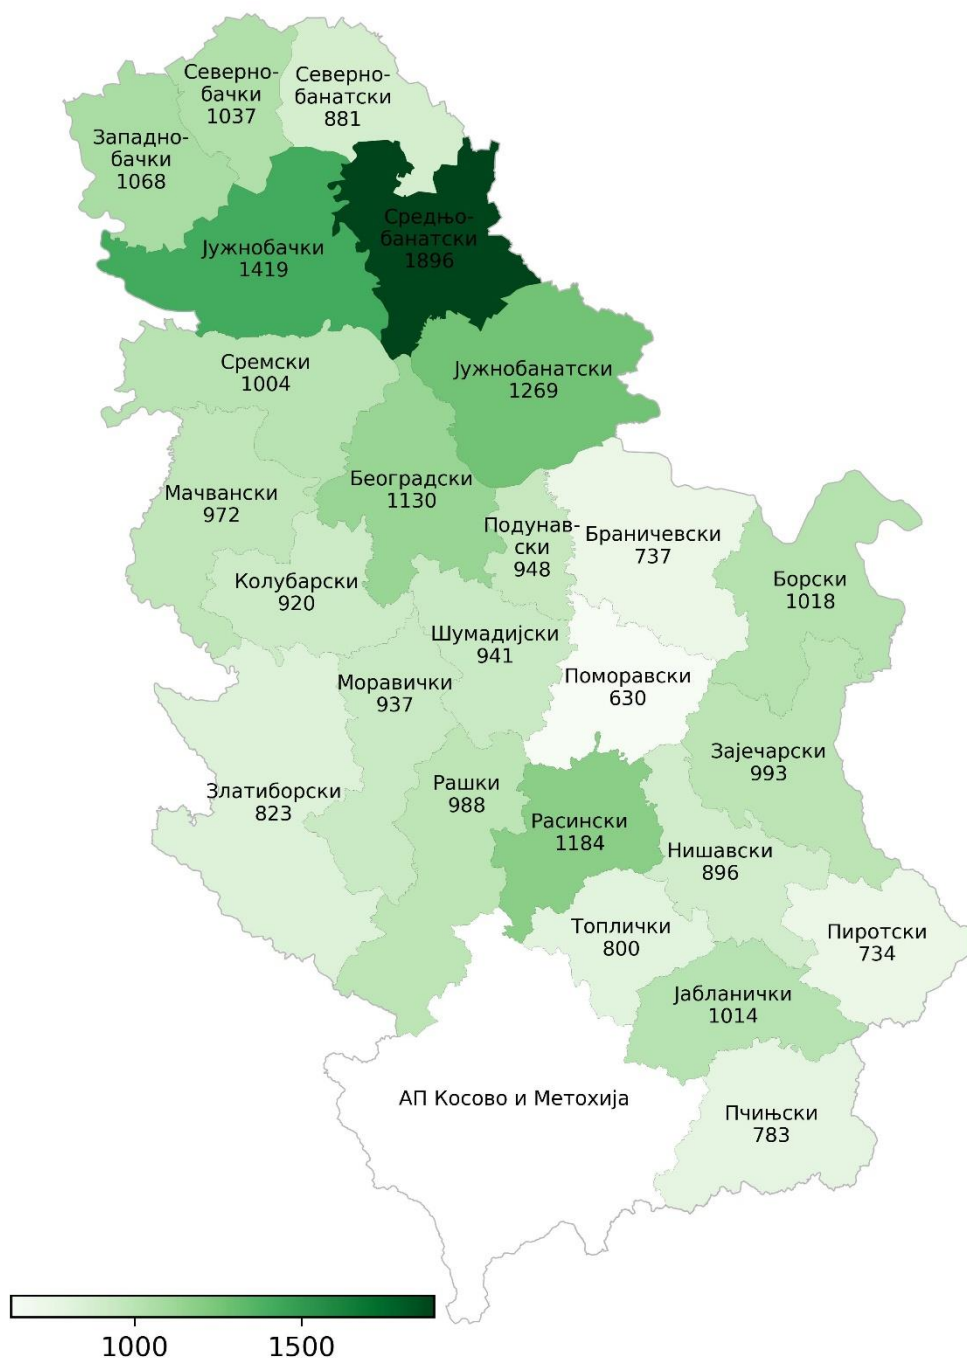 Северно-
бачки
1037
Северно-
банатски
881
Западно-
бачки
1068
Средњо-
банатски
1896
Јужнобачки
1419
Сремски
1004
Јужнобанатски
1269
Мачвански
972
Београдски
1130
Подунав-
ски
948
Браничевски
737
Колубарски
920
Борски
1018
Шумадијски
941
Моравички
937
Поморавски
630
Зајечарски
993
Златиборски
823
Рашки
988
Расински
1184
Нишавски
896
Топлички
800
Пиротски
734
Јабланички
1014
АП Косово и Метохија
Пчињски
783
1000
1500